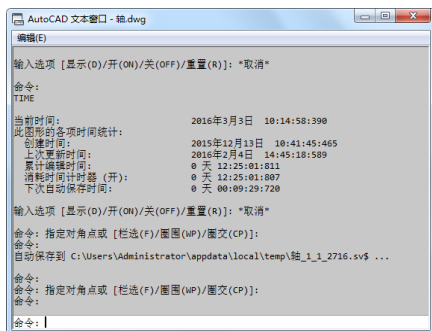 AutoCAD 文本窗口 - 轴.dwg
编辑(E)
输入选项 [显示(D)/开(ON)/关(OFF)/重置(R)]: *取消*
命令:
TIME
当前时间: 2016年3月3日 10:14:58:390
此图形的各项时间统计:
创建时间: 2015年12月13日 10:41:45:465
上次更新时间: 2016年2月4日 14:45:18:589
累计编辑时间: 0 天 12:25:01:811
消耗时间计时器 (开): 0 天 12:25:01:807
下次自动保存时间: 0 天 00:09:29:720
输入选项 [显示(D)/开(ON)/关(OFF)/重置(R)]: *取消*
命令: 指定对角点或 [栏选(F)/圈围(WP)/圈交(CP)]:
命令:
自动保存到 C:\Users\Administrator\appdata\local\temp\轴_1_1_2716.sv$ ...
命令:
命令: 指定对角点或 [栏选(F)/圈围(WP)/圈交(CP)]:
命令:
命令: